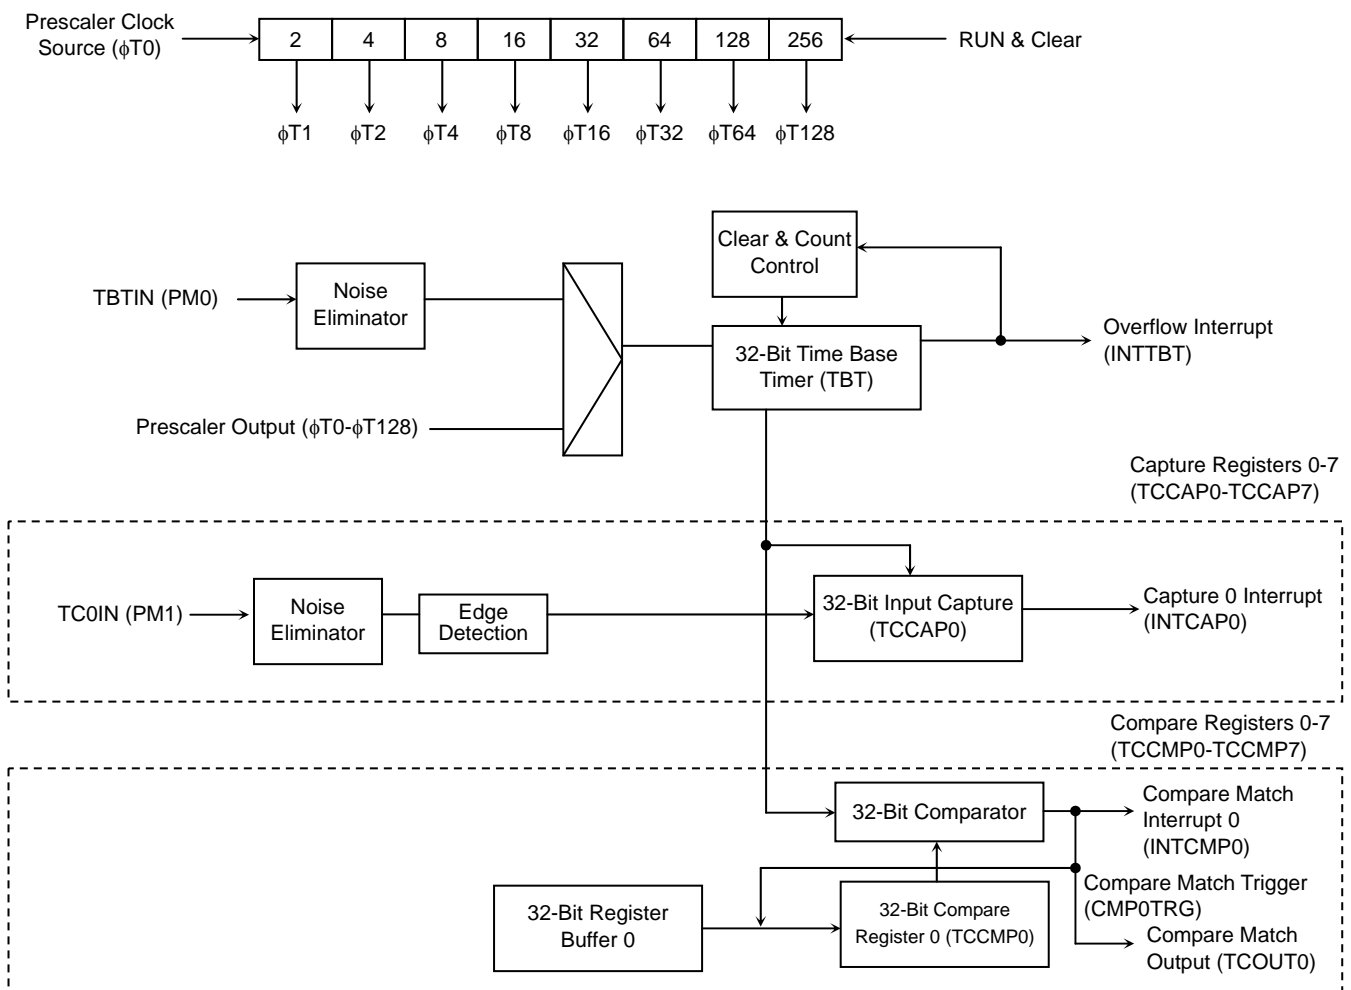 Prescaler Clock
Source (ϕT0)
2 4 8 16 32 64 128 256
RUN & Clear
ϕT1 ϕT2 ϕT4 ϕT8 ϕT16 ϕT32 ϕT64 ϕT128
Clear & Count
Control
TBTIN (PM0)
Noise
Eliminator
32-Bit Time Base
Timer (TBT)
Overflow Interrupt
(INTTBT)
Prescaler Output (ϕT0-ϕT128)
Capture Registers 0-7
(TCCAP0-TCCAP7)
TC0IN (PM1)
Noise
Eliminator
Edge
Detection
32-Bit Input Capture
(TCCAP0)
Capture 0 Interrupt
(INTCAP0)
Compare Registers 0-7
(TCCMP0-TCCMP7)
32-Bit Comparator
Compare Match
Interrupt 0
(INTCMP0)
32-Bit Register
Buffer 0
32-Bit Compare
Register 0 (TCCMP0)
Compare Match Trigger
(CMP0TRG)
Compare Match
Output (TCOUT0)